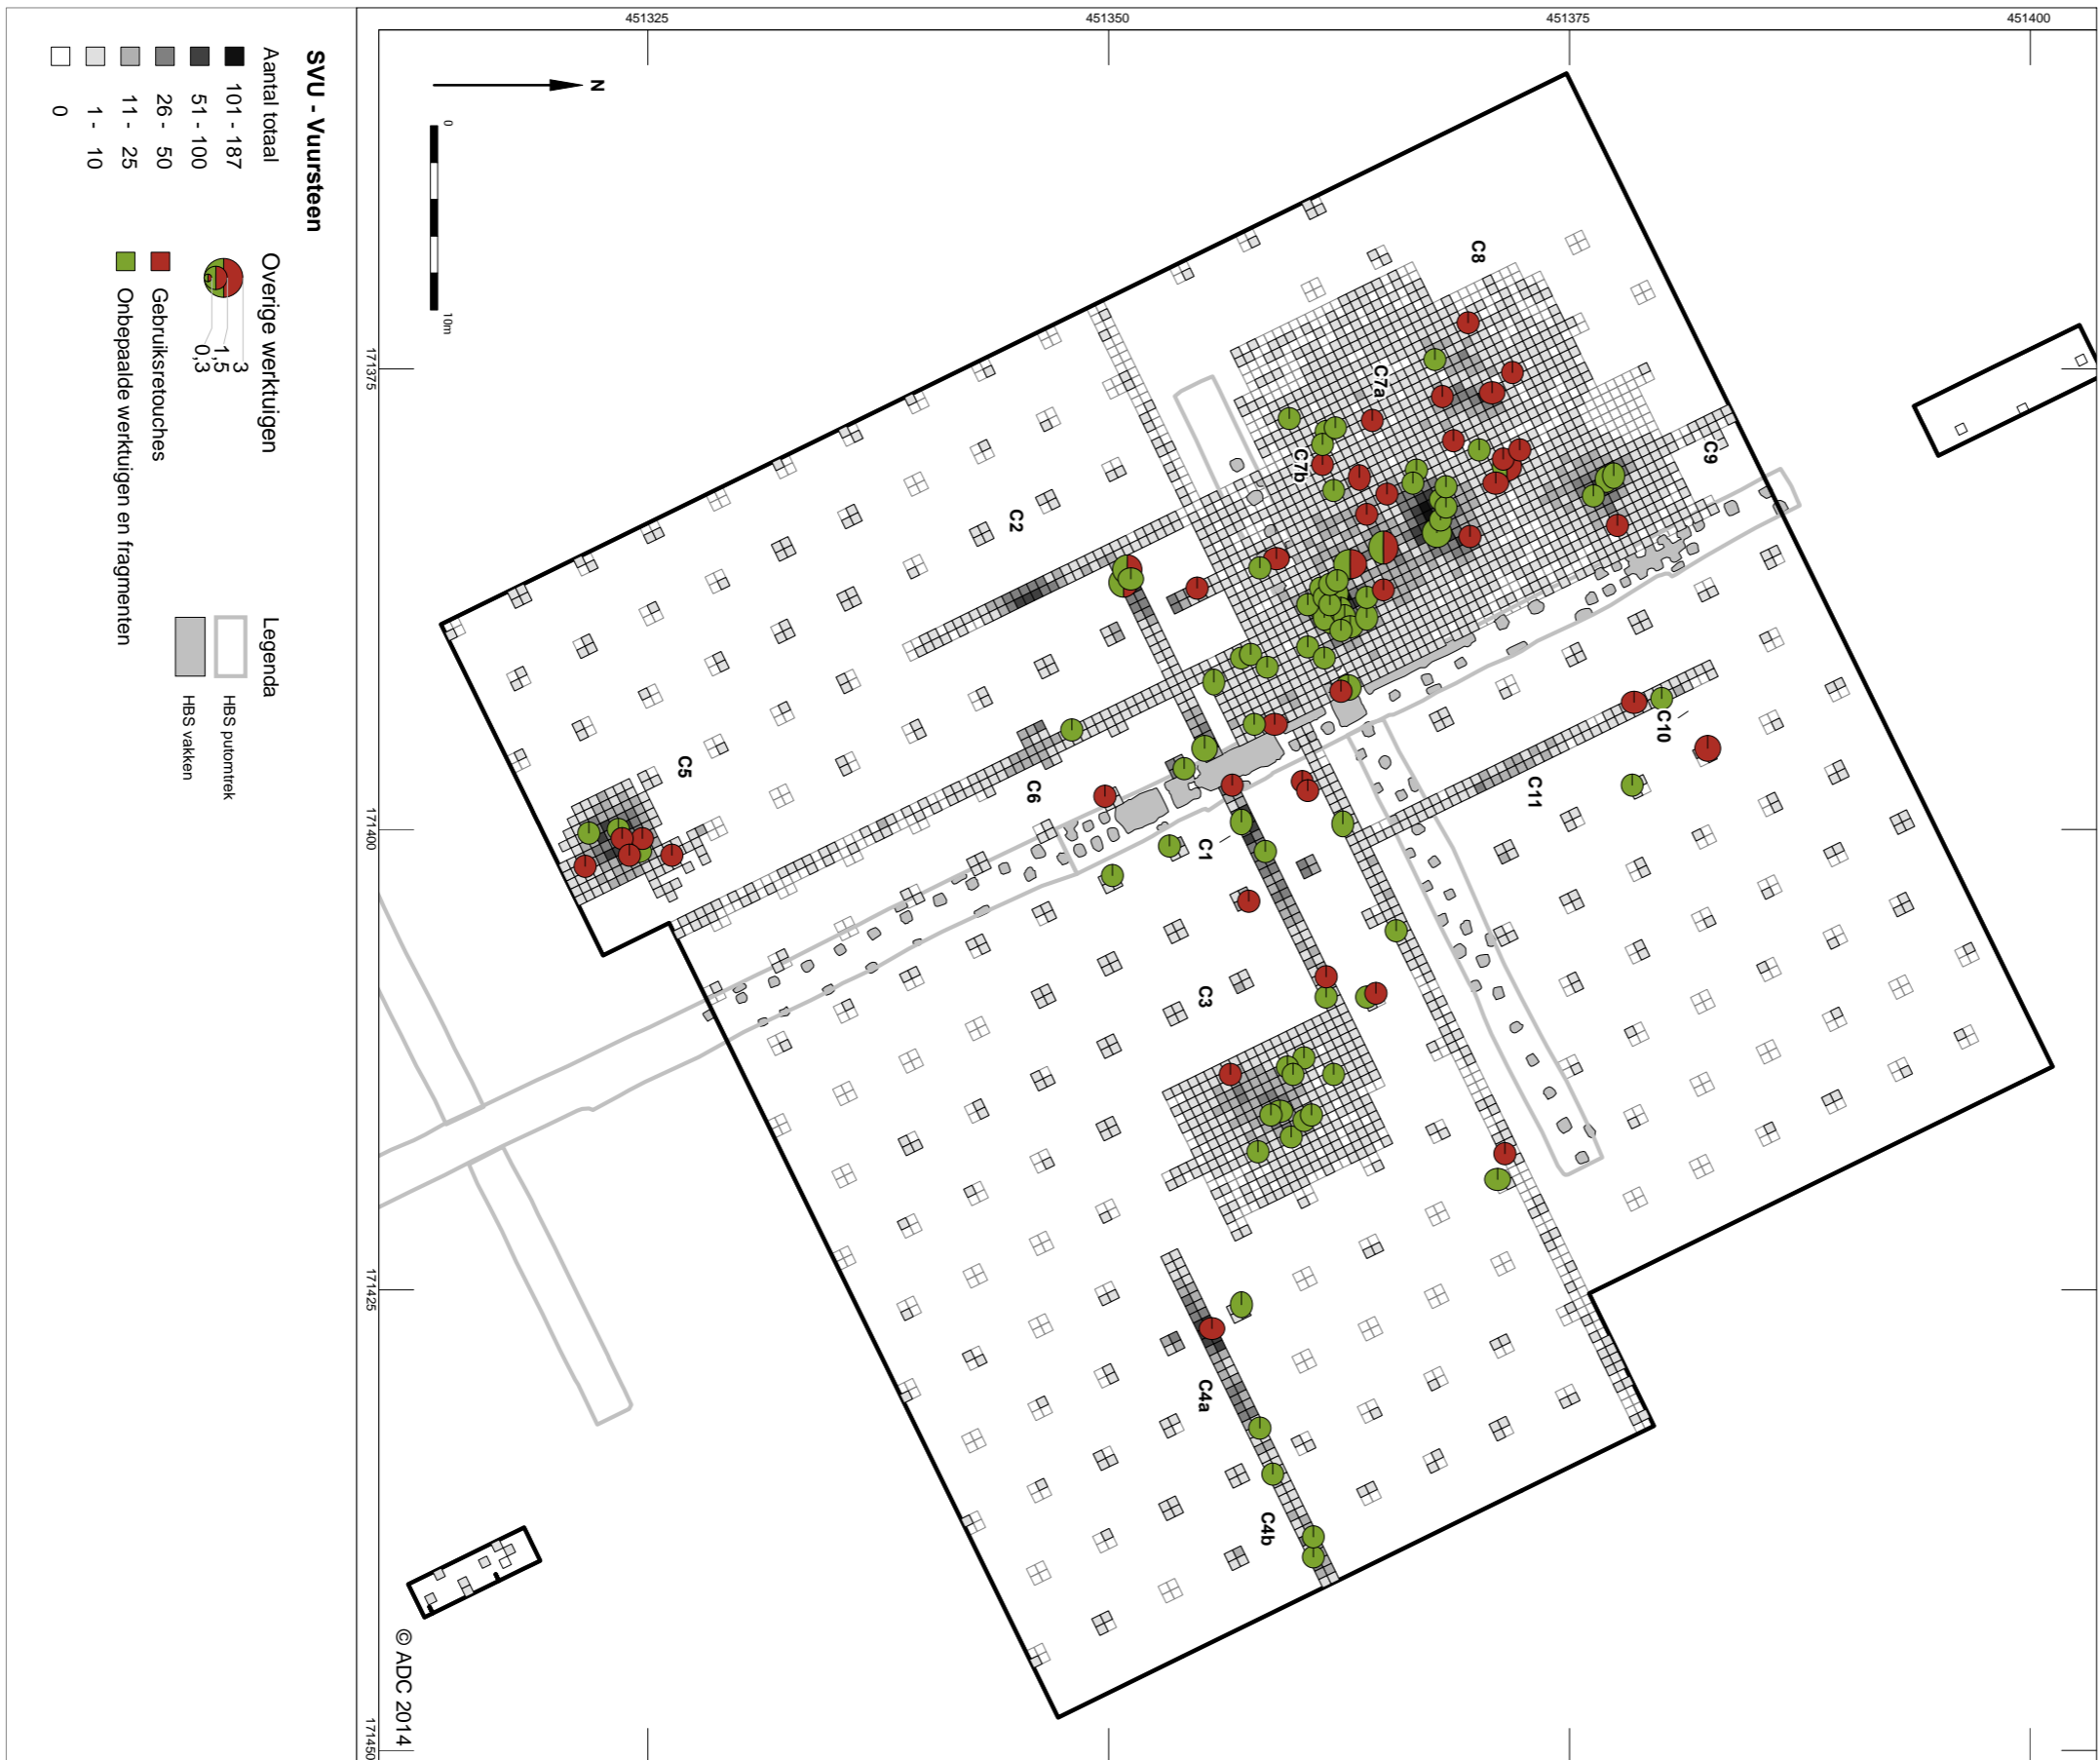 SVU - Vuursteen
Aantal totaal
101 - 187
51 - 100
26 - 50
11 - 25
1 - 10
0
Overige werktuigen
3
1,5
0,3
Gebruiksretouches
Onbepaalde werktuigen en fragmenten
Legenda
HBS putomtrek
HBS vakken
451325
451350
451375
451400
171375
171400
171425
171450
N
0
10m
C8
C7a
C9
C7b
C2
C10
C5
C6
C11
C1
C3
C4a
C4b
© ADC 2014